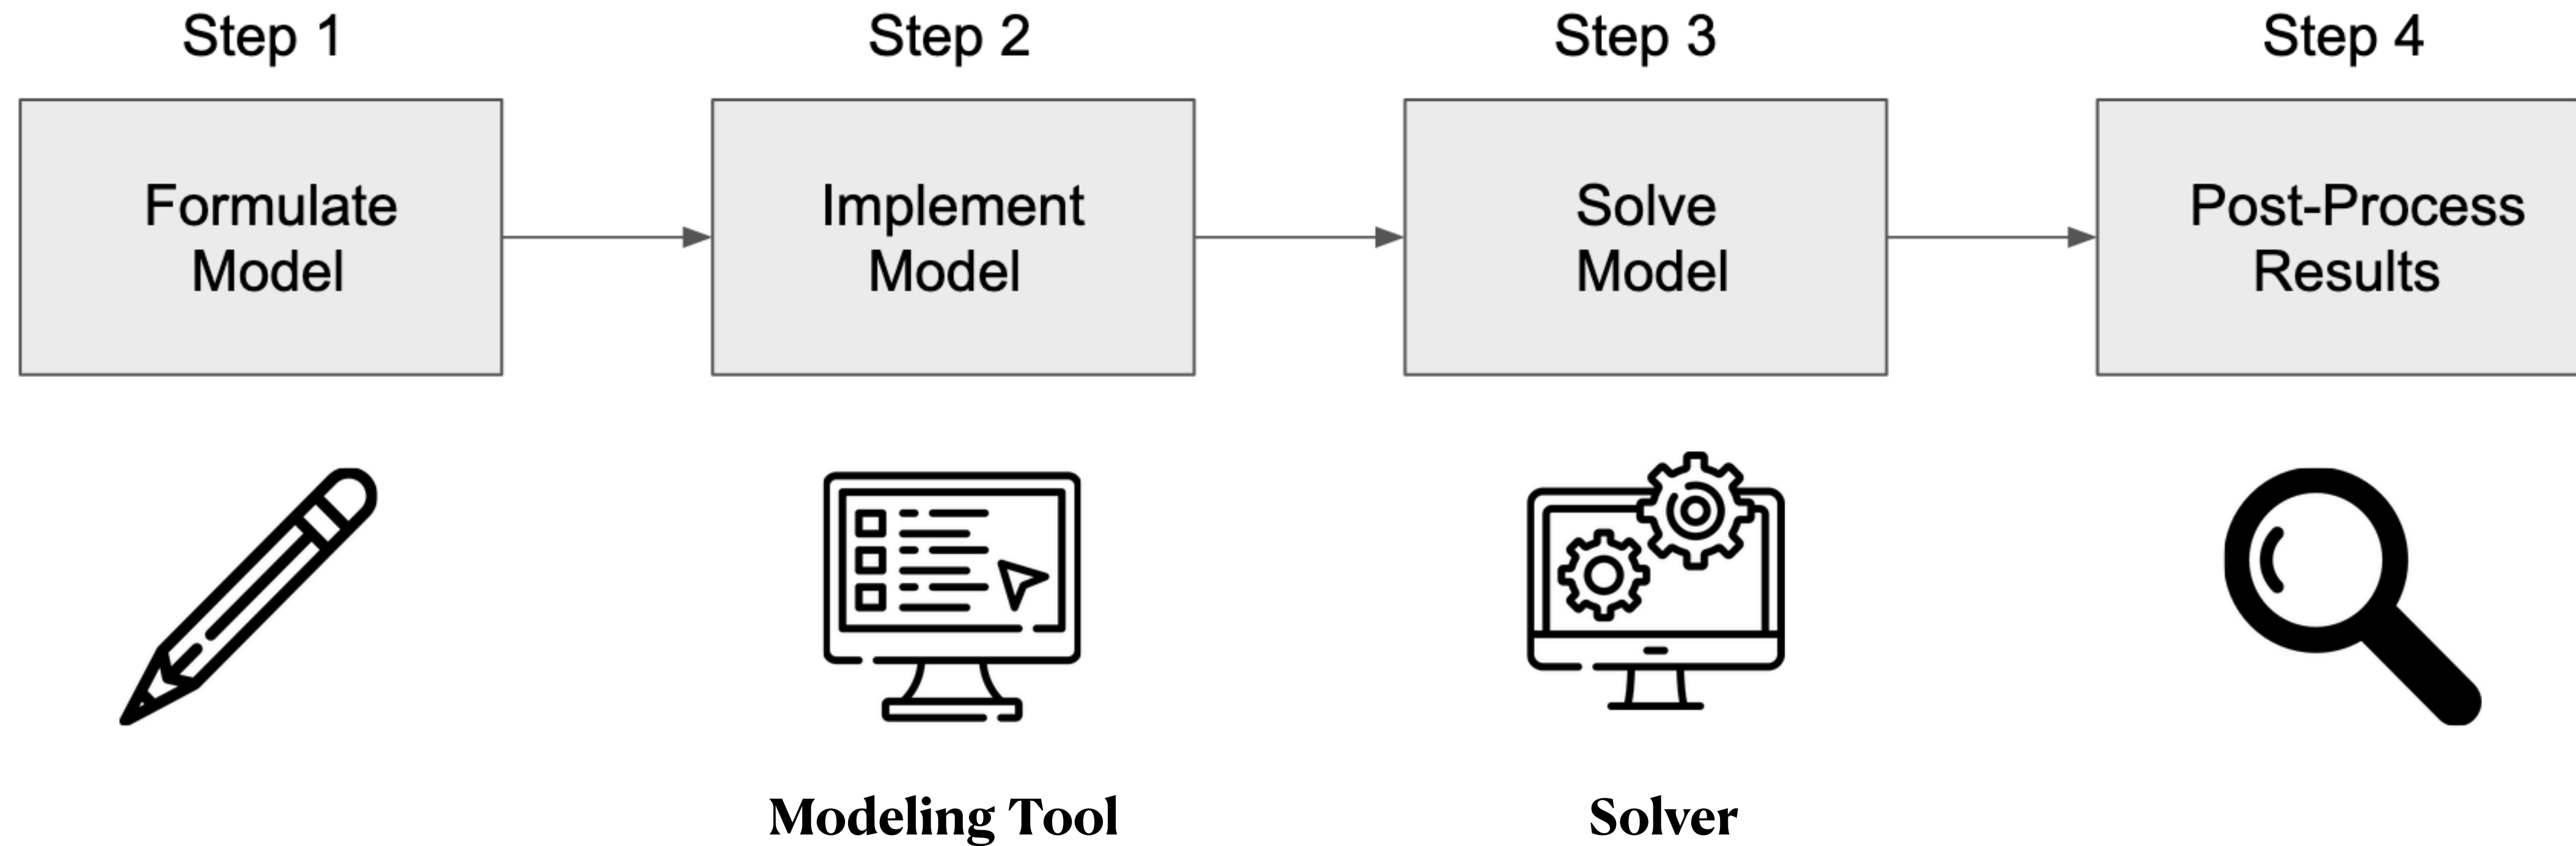 Step 1
Step 2
Step 3
Step 4
Formulate
Model
Implement
Model
Solve
Model
Post-Process
Results
Modeling Tool
Solver